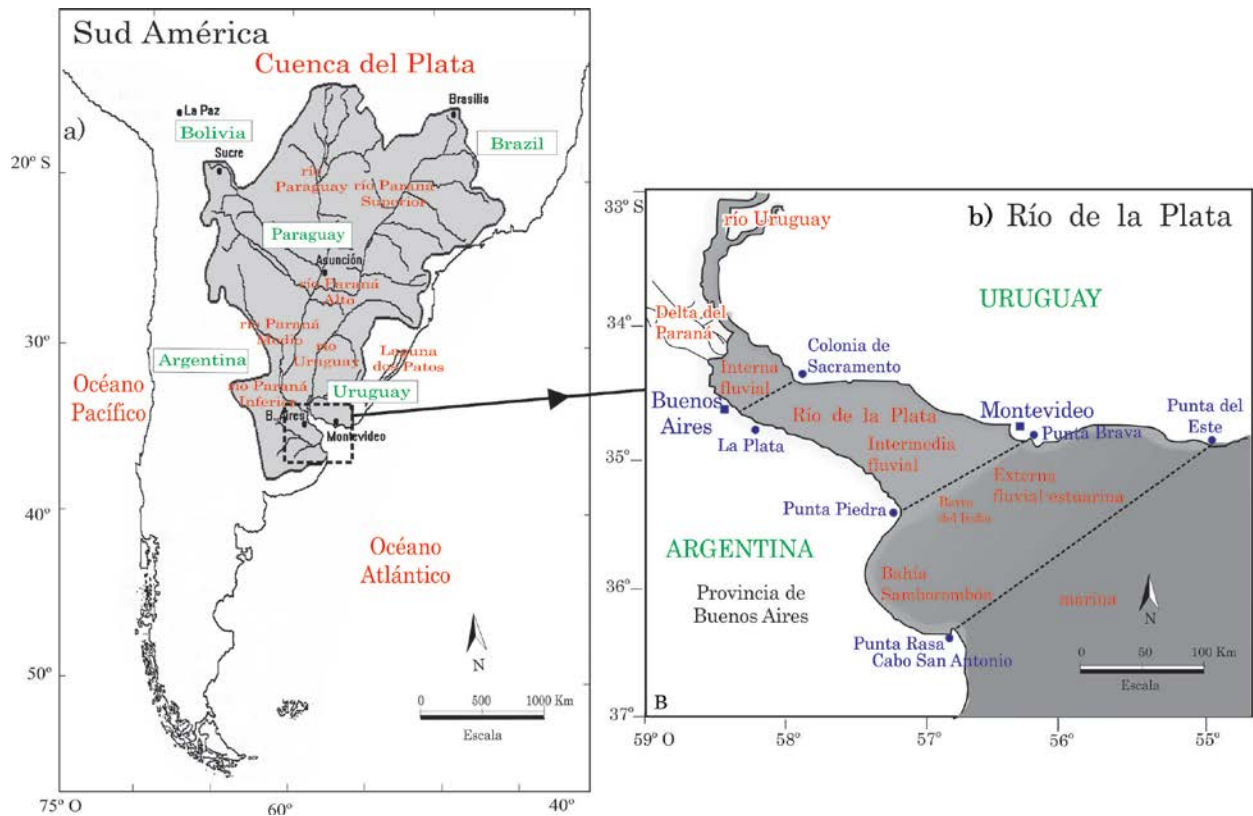 Sud América
Cuenca del Plata
a)
La Paz
Bolivia
Sucre
Brasilia
Brazil
río
Paraguay
río Paraná
Superior
Paraguay
Asunción
río Paraná
Alto
río Paraná
Medio
río
Uruguay
Laguna
dos Patos
Argentina
Uruguay
río Paraná
Inferior
B. Aires
Montevideo
Océano
Pacífico
Océano
Atlántico
N
0 500 1000 Km
Escala
20º S
30º
40º
50º
75º O
60º
40º
b) Río de la Plata
río Uruguay
URUGUAY
Delta del
Paraná
Colonia de
Sacramento
Interna
fluvial
Buenos
Aires
La Plata
Río de la Plata
Intermedia
fluvial
Montevideo
Punta Brava
Punta del
Este
Externa
fluvial-estuarina
Barra
del Indio
Punta Piedra
ARGENTINA
Provincia de
Buenos Aires
Bahía
Samborombón
marina
Punta Rasa
Cabo San Antonio
N
0 50 100 Km
Escala
B
33º S
34º
35º
36º
37º
59º O
58º
57º
56º
55º